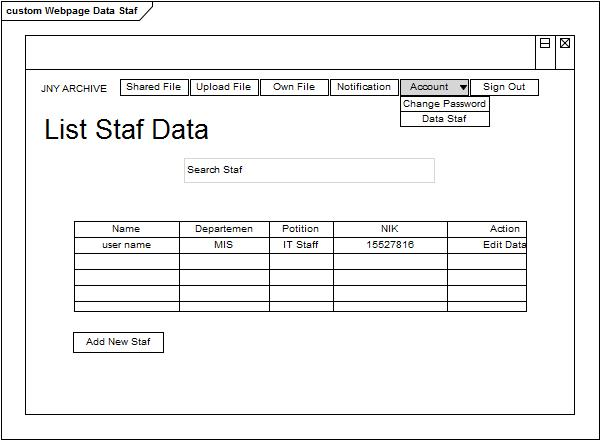 custom Webpage Data Staf
JNY ARCHIVE Shared File Upload File Own File Notification Account Sign Out
Change Password
Data Staf
List Staf Data
Search Staf
Name Departemen Potition NIK Action
user name MIS IT Staff 15527816 Edit Data
Add New Staf